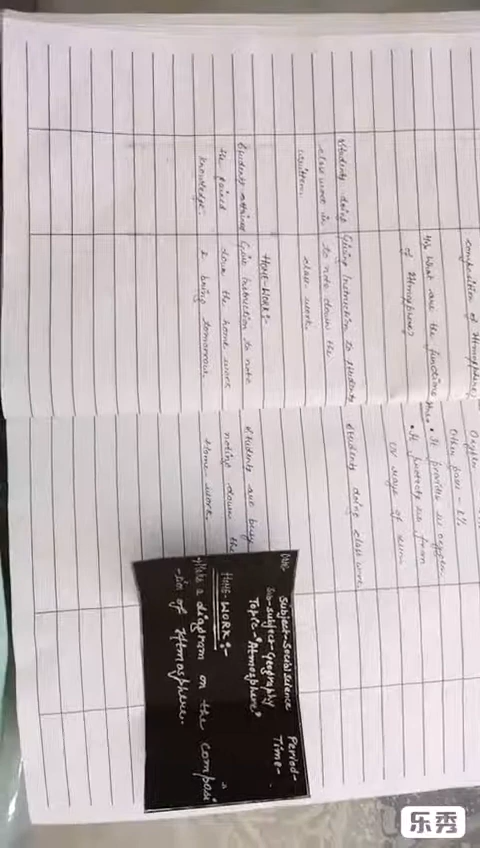 composition of Atmosphere?
What are the functions
of Atmosphere?
Students doing
class work in
written.
Giving Instruction to students
to note down the
class work.
Students attains
the gained
knowledge.
HOME-WORK:-
Give Instruction to note
down the home work
& bring tomorrow.
Oxygen
Other gases - 1%
• It provides us oxygen
• It protects us from
UV rays of sun.
Students doing class work.
Students are busy
noting down the
Home-work.
Subject-Social Science
Sub-subject-Geography
Topic-"Atmosphere"
Period-
Time-
HOME-WORK:-
Make a diagram on the composi
-tion of Atmosphere.
乐秀